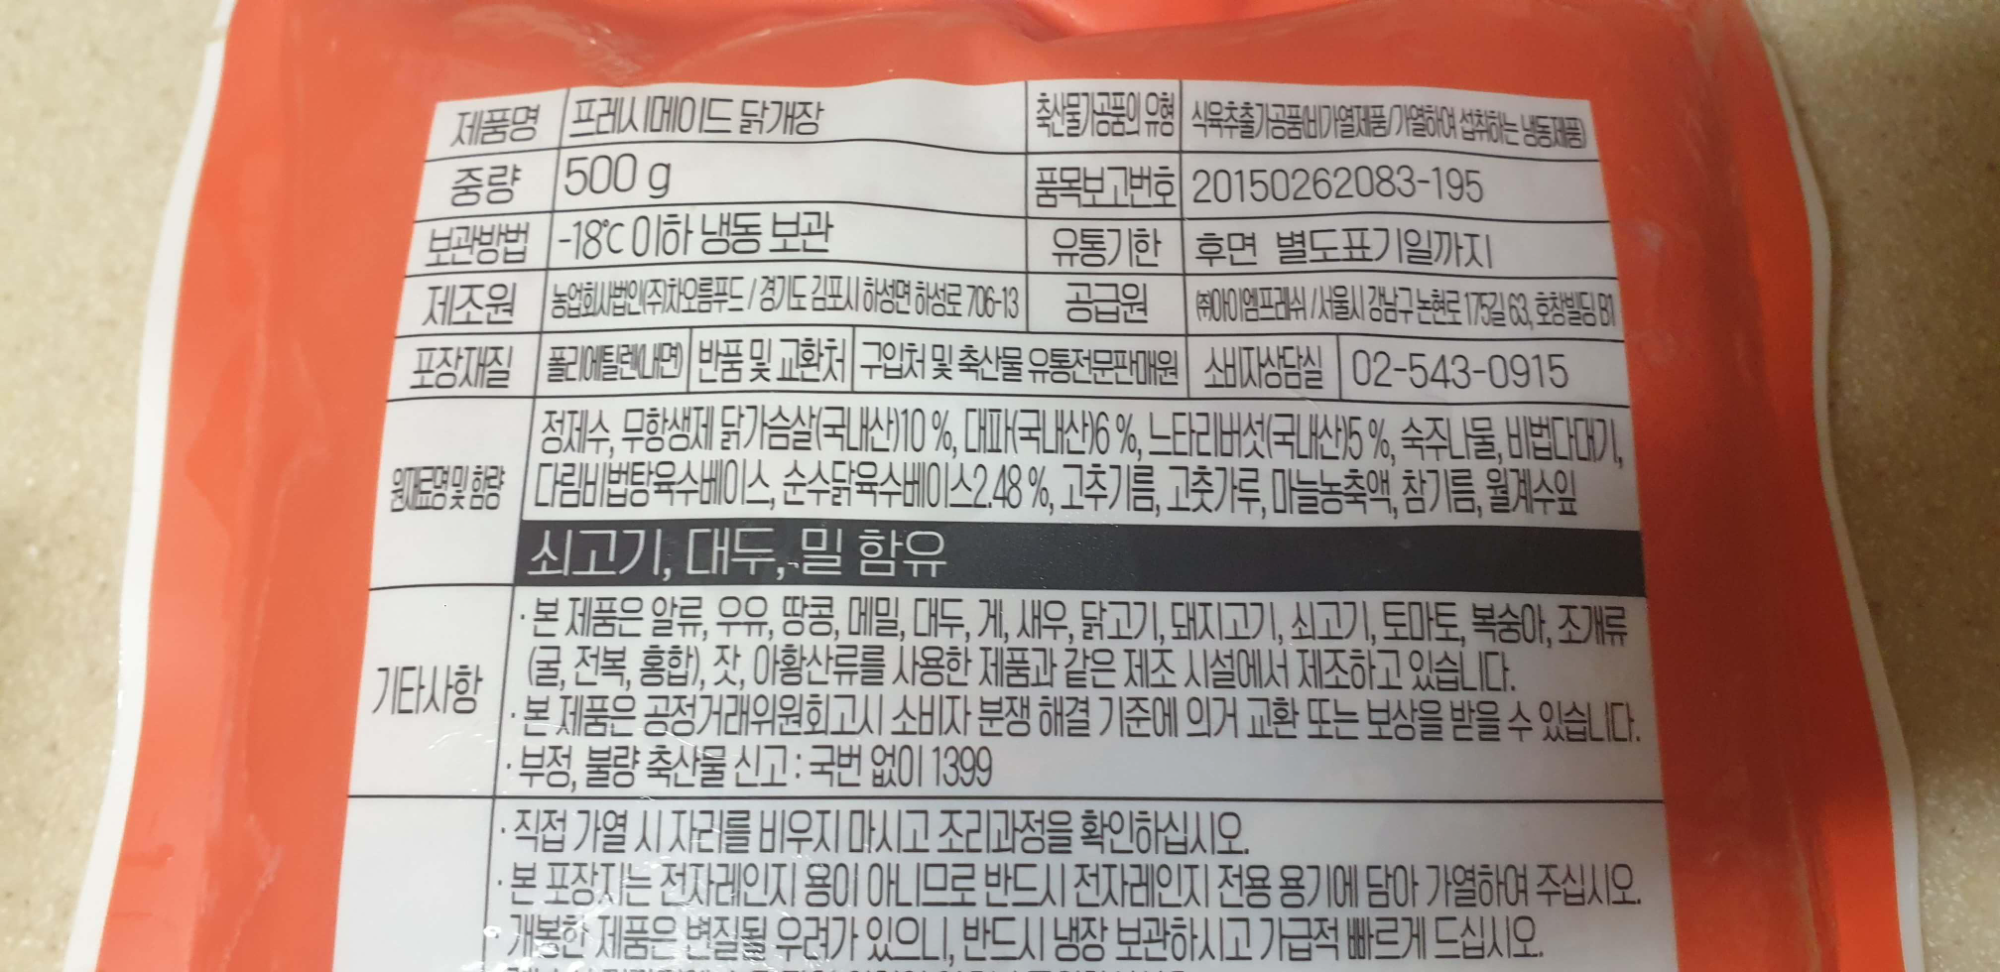 제품명 프레시메이드 닭개장 축산물가공품의 유형 식육추출가공품(비가열제품/가열하여 섭취하는 냉동제품)
중량 500 g 품목보고번호 20150262083-195
보관방법 -18℃ 이하 냉동 보관 유통기한 후면 별도표기일까지
제조원 농업회사법인(주)차오름푸드 / 경기도 김포시 하성면 하성로 706-13 공급원 ㈜아이엠프레쉬 / 서울시 강남구 논현로 175길 63, 호창빌딩 B1
포장재질 폴리에틸렌(내면) 반품 및 교환처 구입처 및 축산물 유통전문판매원 소비자상담실 02-543-0915
원재료명 및 함량
정제수, 무항생제 닭가슴살(국내산)10 %, 대파(국내산)6 %, 느타리버섯(국내산)5 %, 숙주나물, 비법다대기,
다림비법탕육수베이스, 순수닭육수베이스2.48 %, 고추기름, 고춧가루, 마늘농축액, 참기름, 월계수잎
쇠고기, 대두, 밀 함유
기타사항
· 본 제품은 알류, 우유, 땅콩, 메밀, 대두, 게, 새우, 닭고기, 돼지고기, 쇠고기, 토마토, 복숭아, 조개류
(굴, 전복, 홍합), 잣, 아황산류를 사용한 제품과 같은 제조 시설에서 제조하고 있습니다.
· 본 제품은 공정거래위원회고시 소비자 분쟁 해결 기준에 의거 교환 또는 보상을 받을 수 있습니다.
· 부정, 불량 축산물 신고 : 국번 없이 1399
· 직접 가열 시 자리를 비우지 마시고 조리과정을 확인하십시오.
· 본 포장지는 전자레인지 용이 아니므로 반드시 전자레인지 전용 용기에 담아 가열하여 주십시오.
· 개봉한 제품은 변질될 우려가 있으니, 반드시 냉장 보관하시고 가급적 빠르게 드십시오.